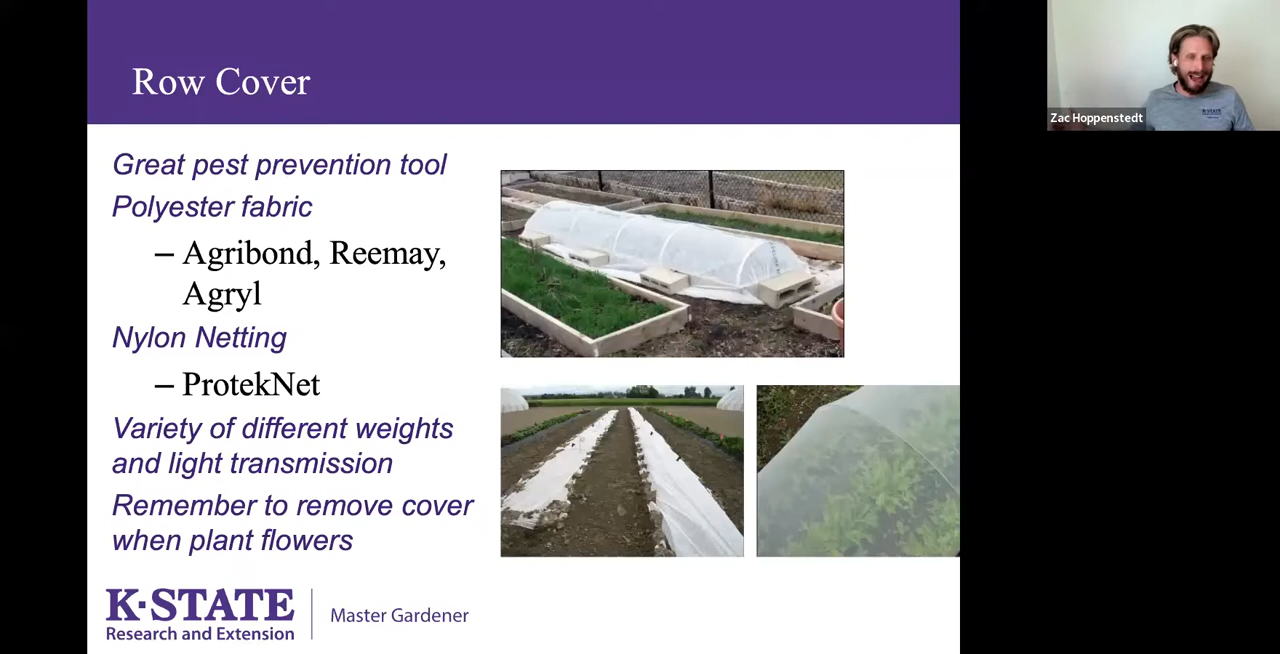 Row Cover
Great pest prevention tool
Polyester fabric
– Agribond, Reemay,
Agryl
Nylon Netting
– ProtekNet
Variety of different weights
and light transmission
Remember to remove cover
when plant flowers
K·STATE
Research and Extension
Master Gardener
Zac Hoppenstedt
K-STATE